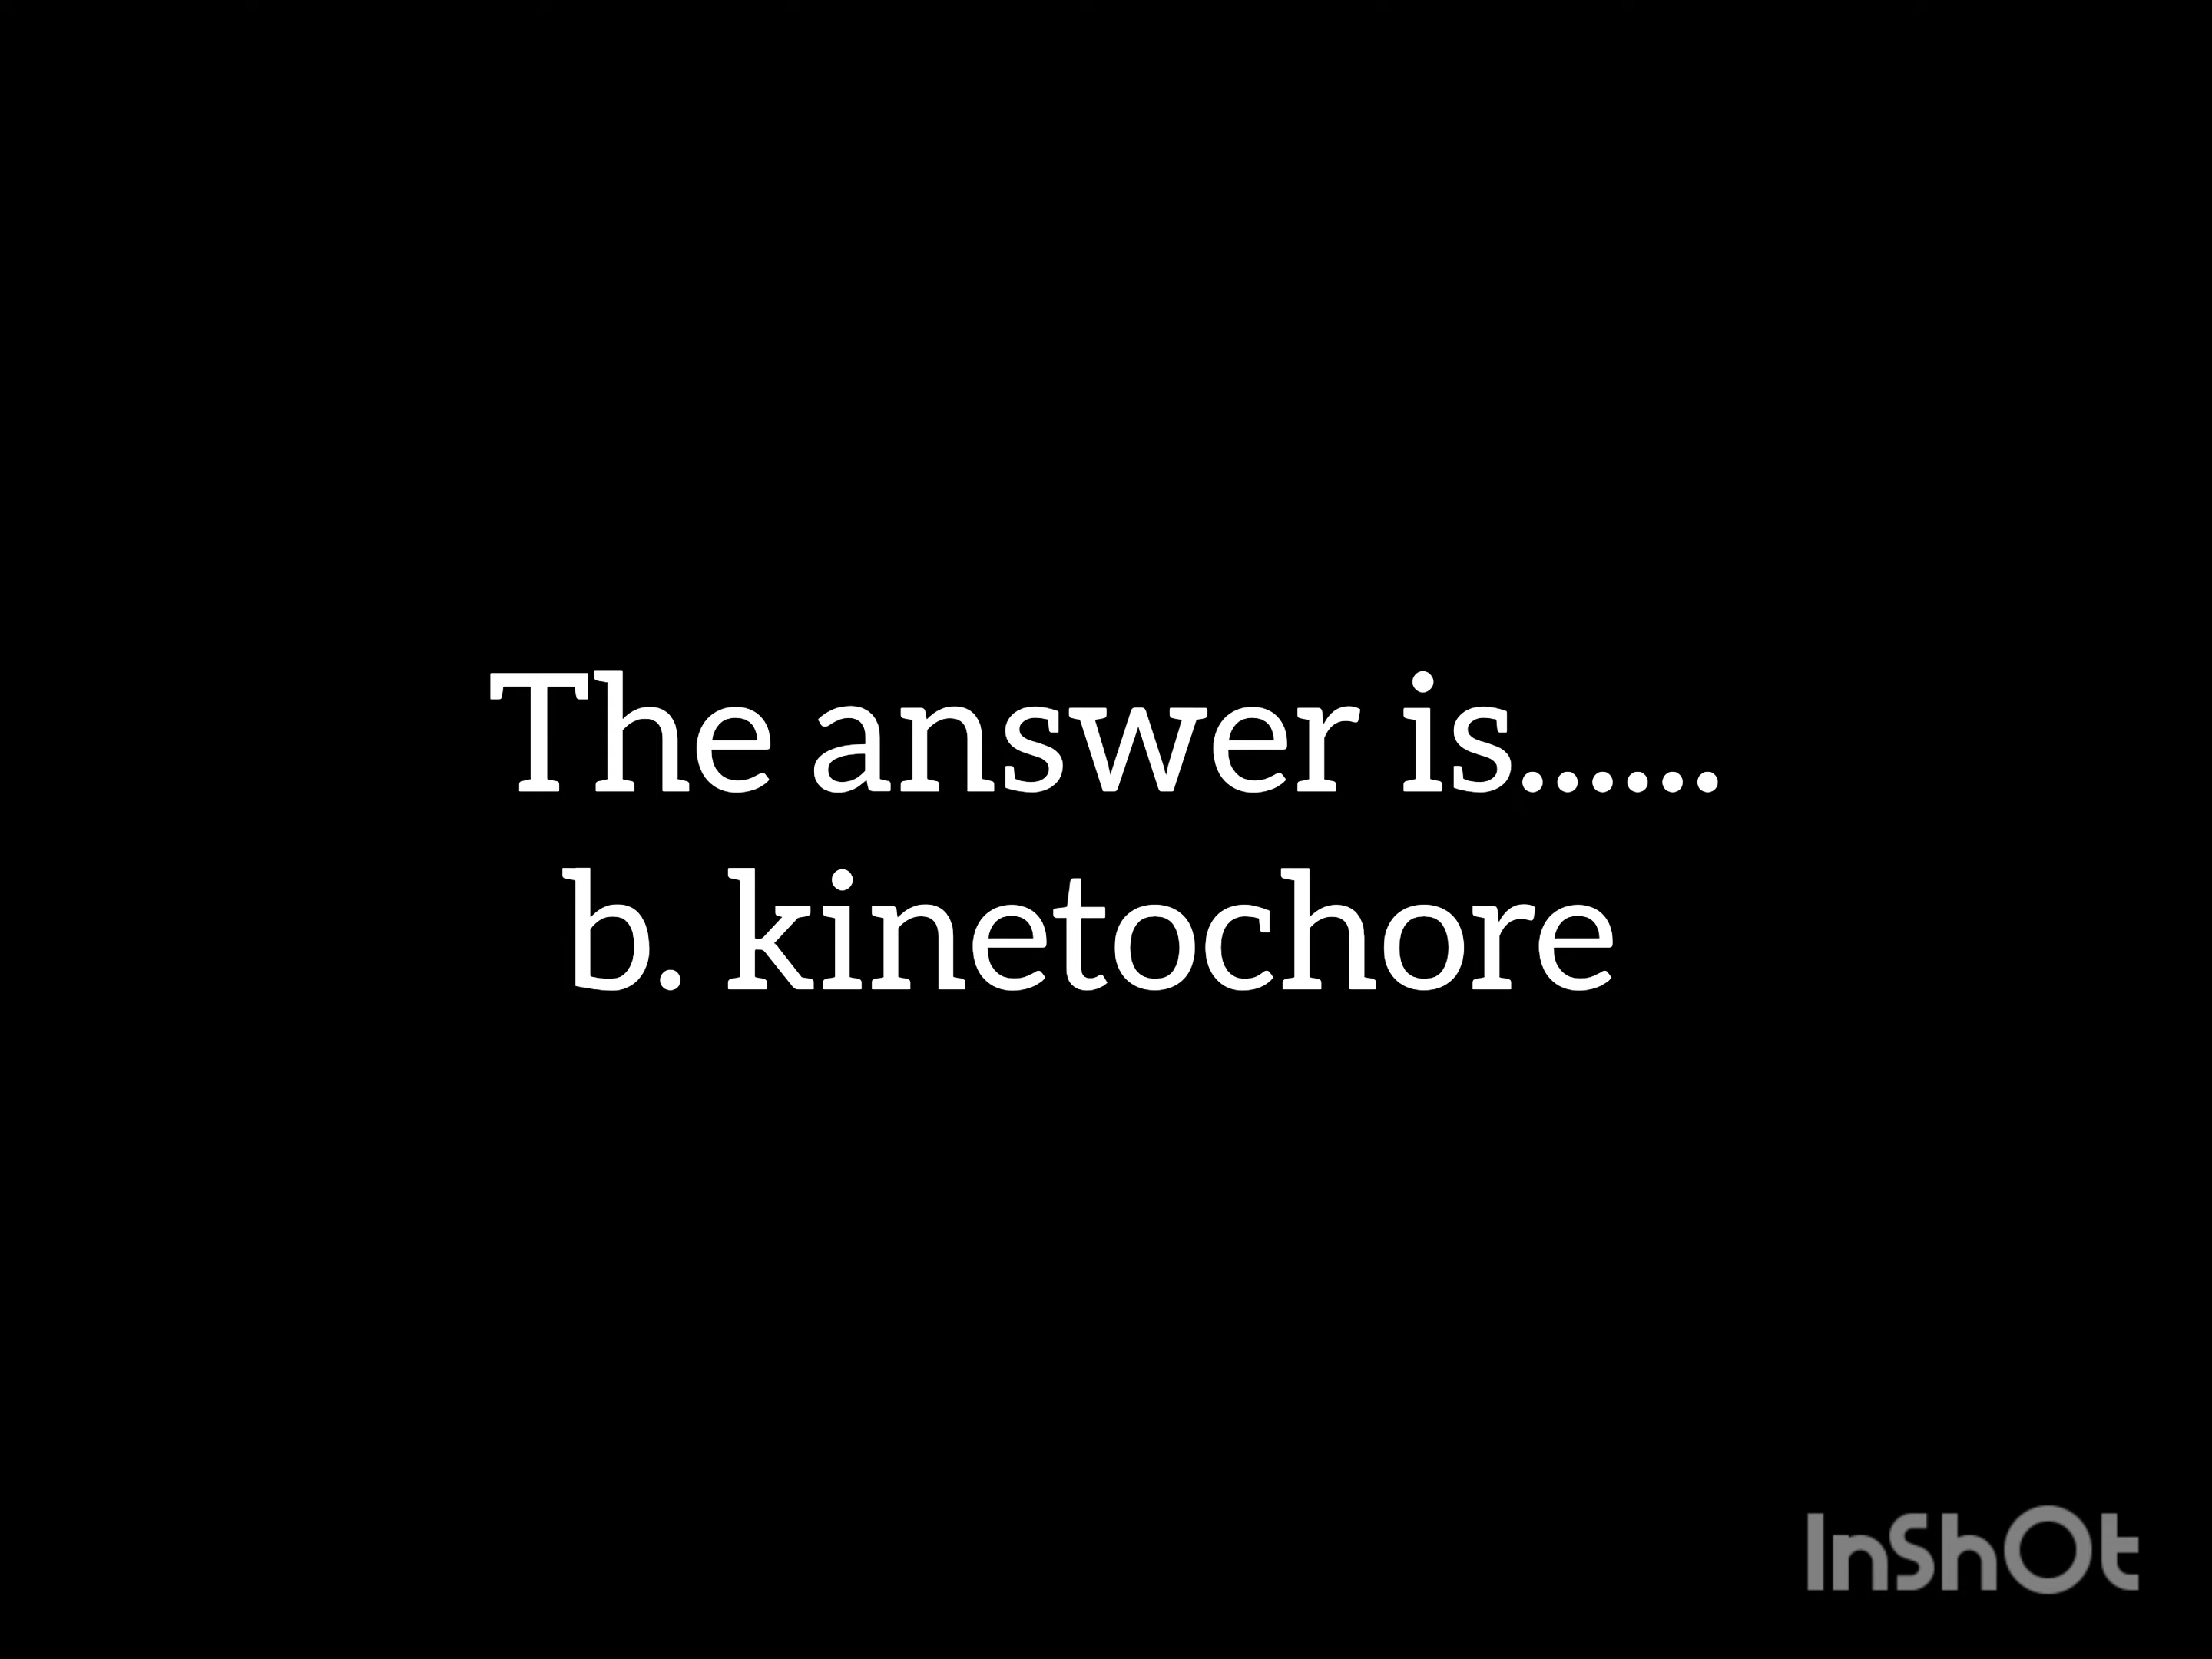 The answer is......
b. kinetochore
InShOt